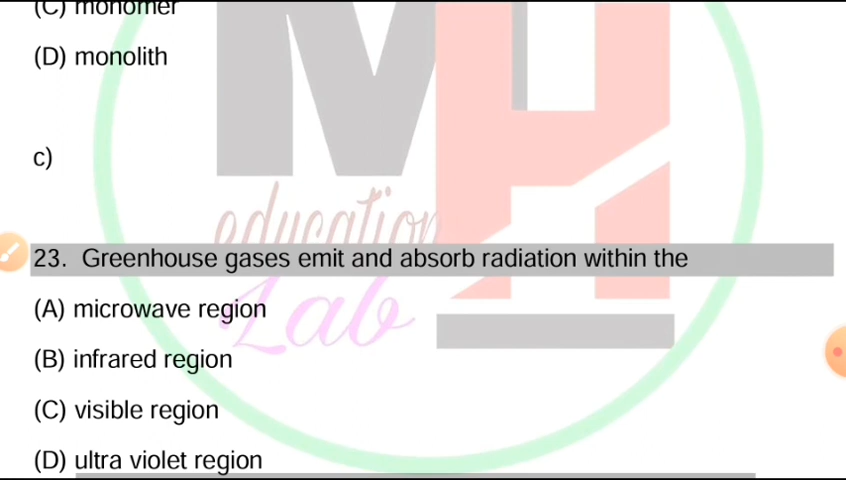 (C) monomer
(D) monolith
c)
education
23.  Greenhouse gases emit and absorb radiation within the
Lab
(A) microwave region
(B) infrared region
(C) visible region
(D) ultra violet region